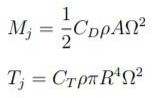 $M_j = \frac{1}{2} C_D \rho A \Omega^2$
$T_j = C_T \rho \pi R^4 \Omega^2$